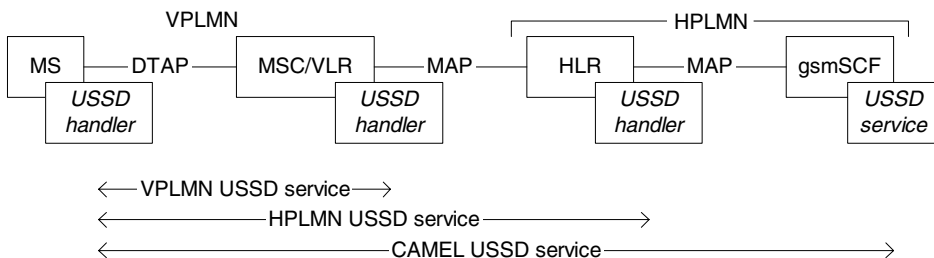 VPLMN
HPLMN
MS
DTAP
MSC/VLR
MAP
HLR
MAP
gsmSCF
USSD
handler
USSD
handler
USSD
handler
USSD
service
VPLMN USSD service
HPLMN USSD service
CAMEL USSD service